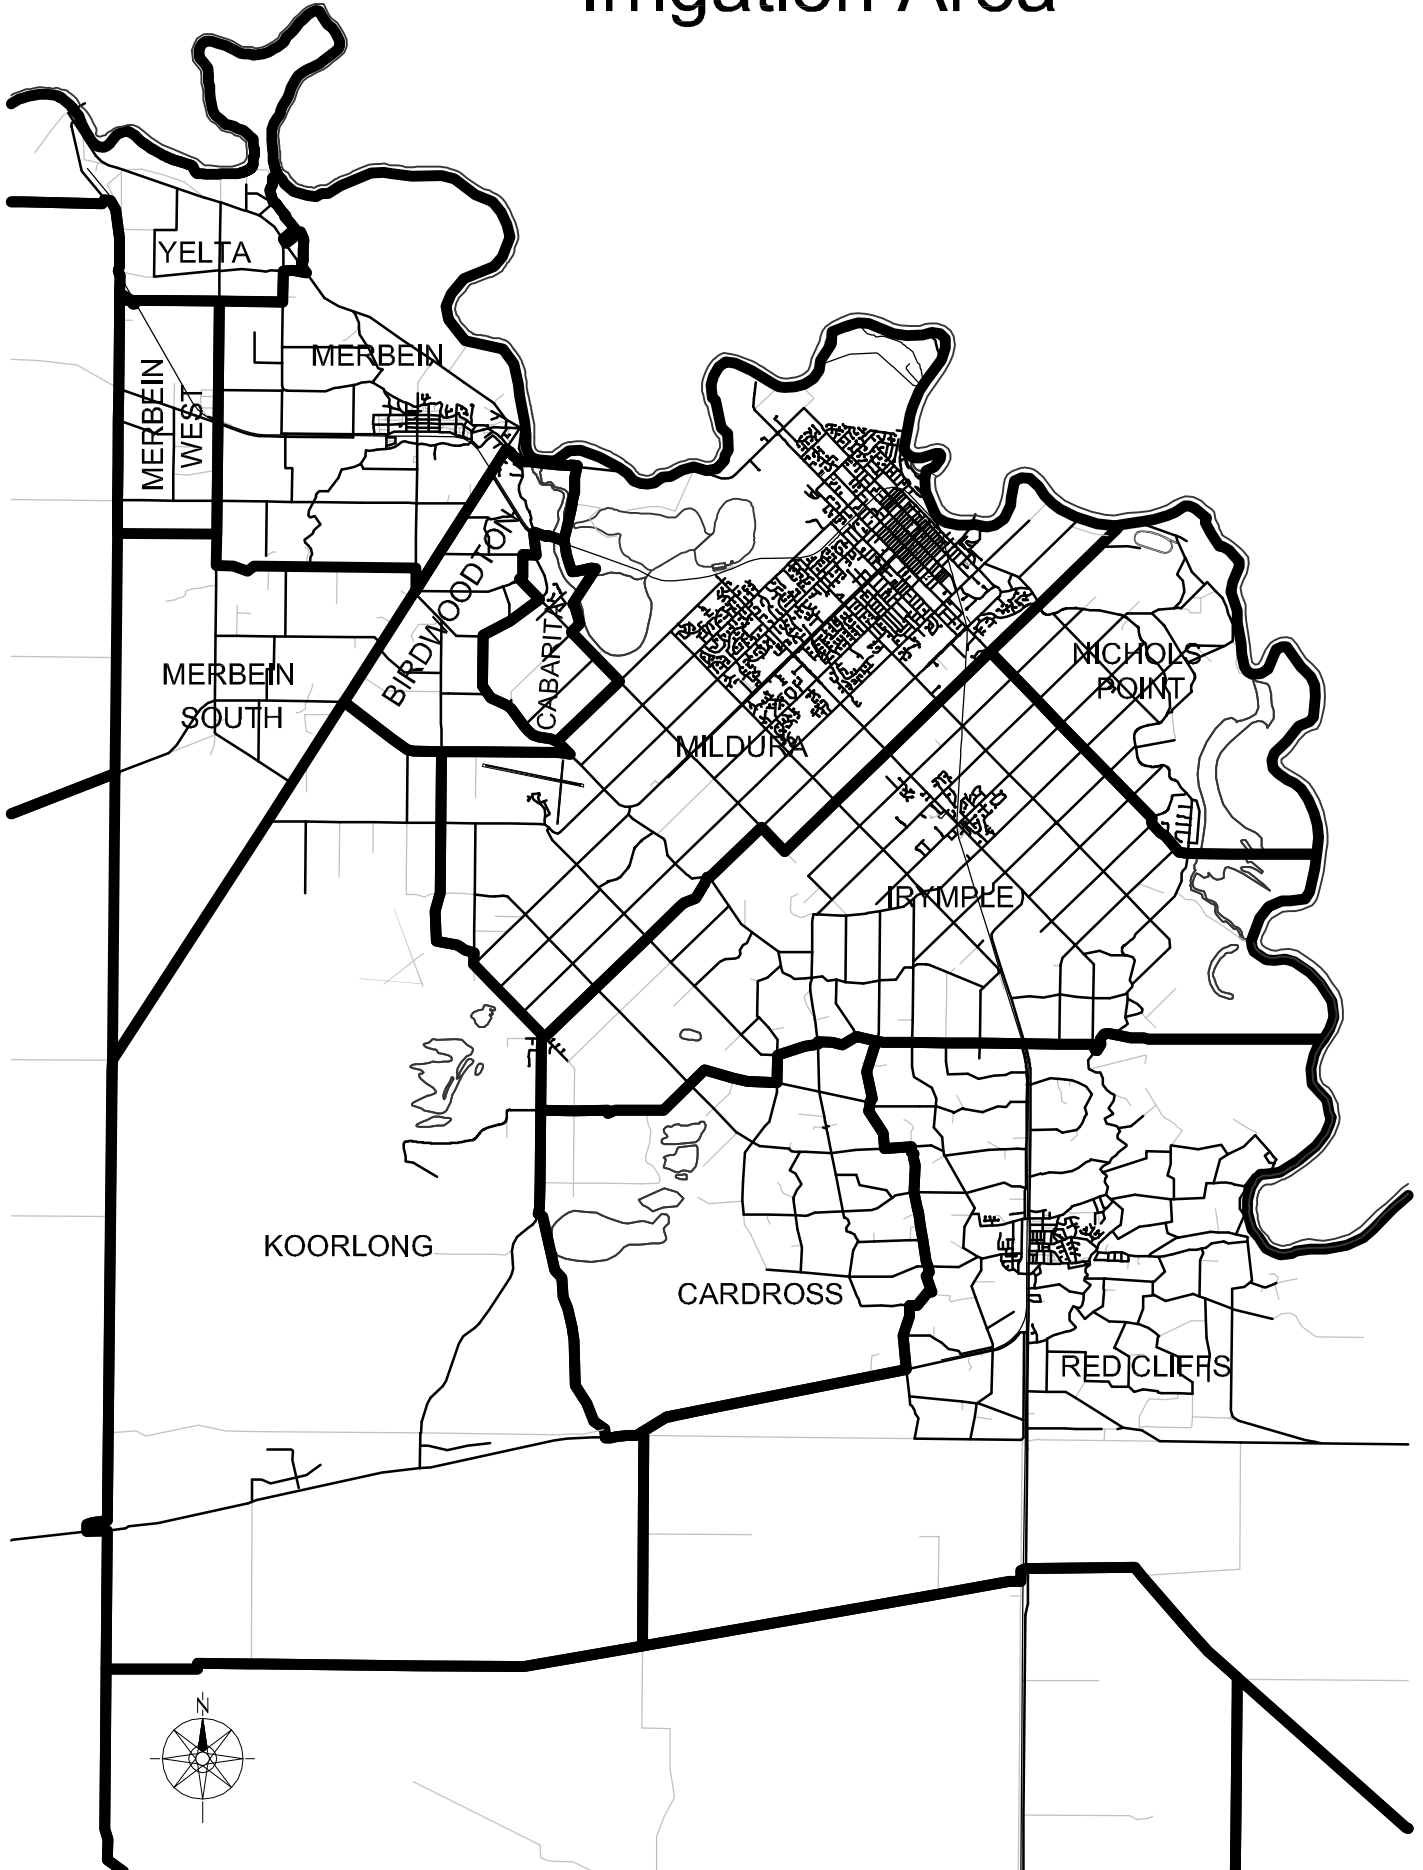 Irrigation Area
YELTA
MERBEIN
MERBEIN
WEST
BIRDWOODTON
CABARITA
MERBEIN
SOUTH
NICHOLS
POINT
MILDURA
IRYMPLE
KOORLONG
CARDROSS
RED CLIFFS
N